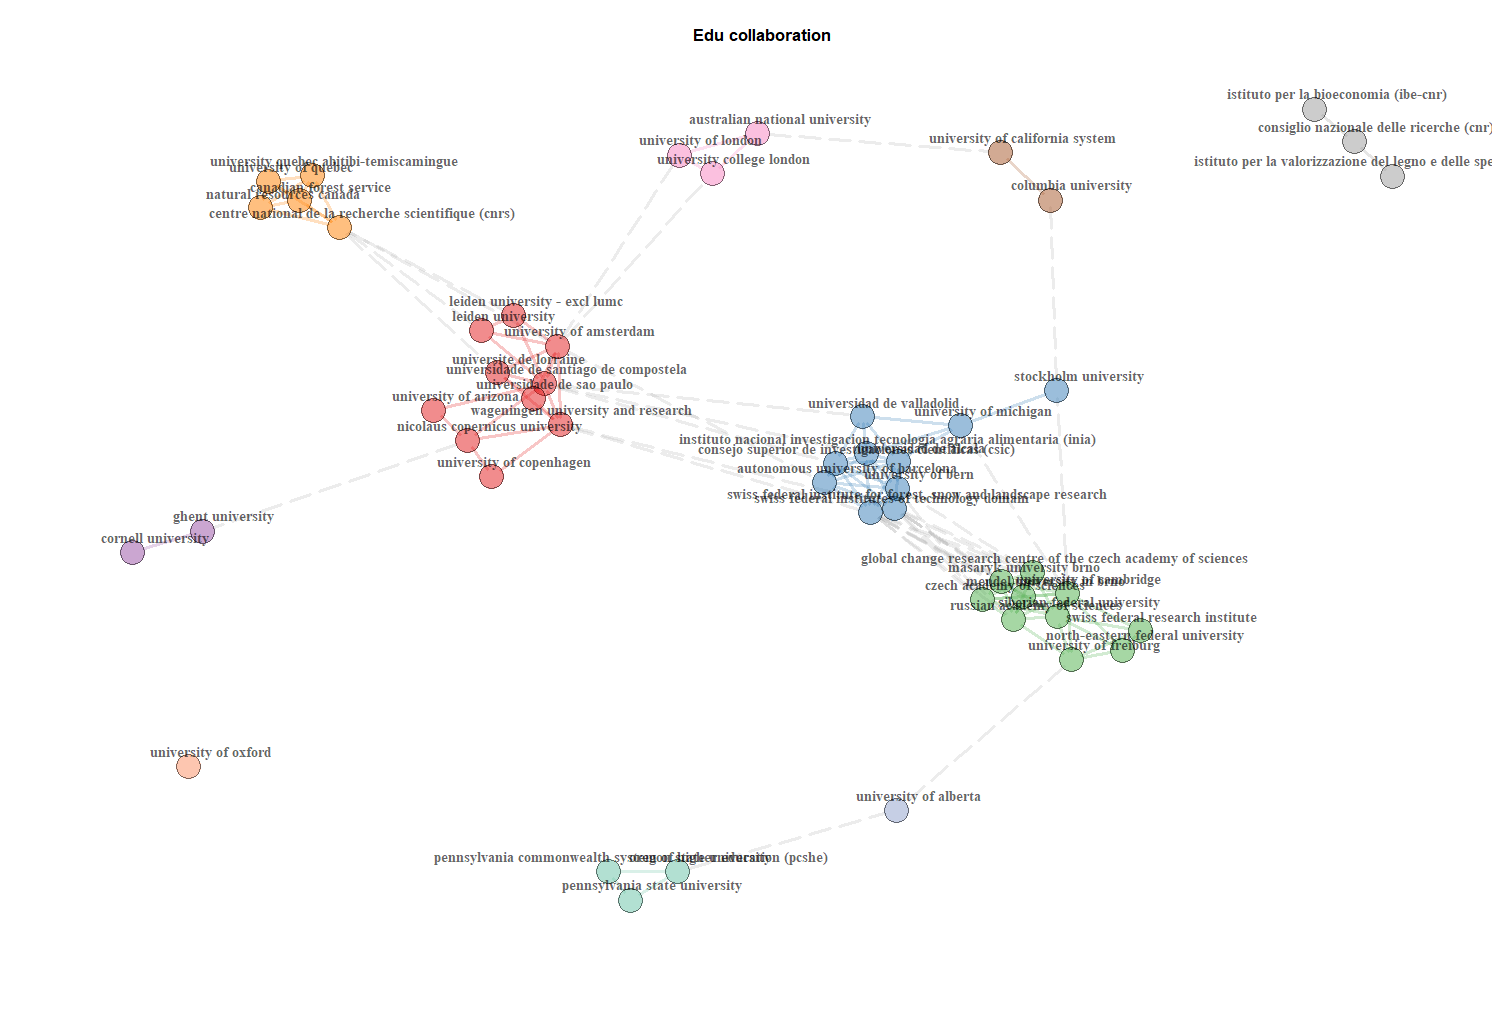 Edu collaboration
istituto per la bioeconomia (ibe-cnr)
australian national university
consiglio nazionale delle ricerche (cnr)
university of california system
university of london
university college london
university quebec abitibi-temiscamingue
istituto per la valorizzazione del legno e delle spe
university of quebec
columbia university
canadian forest service
natural resources canada
centre national de la recherche scientifique (cnrs)
leiden university - excl lumc
leiden university
university of amsterdam
universite de lorraine
universidade de santiago de compostela
stockholm university
universidade de sao paulo
university of arizona
universidad de valladolid
wageningen university and research
university of michigan
nicolaus copernicus university
instituto nacional investigacion tecnologia agraria alimentaria (inia)
consejo superior de investigaciones cientificas (csic)
university of copenhagen
autonomous university of barcelona
university of bern
swiss federal institute for forest, snow and landscape research
swiss federal institutes of technology domain
ghent university
cornell university
global change research centre of the czech academy of sciences
masaryk university brno
university of cambridge
mendel university in brno
czech academy of sciences
siberian federal university
russian academy of sciences
swiss federal research institute
north-eastern federal university
university of freiburg
university of oxford
university of alberta
pennsylvania commonwealth system of higher education (pcshe)
oregon state university
pennsylvania state university